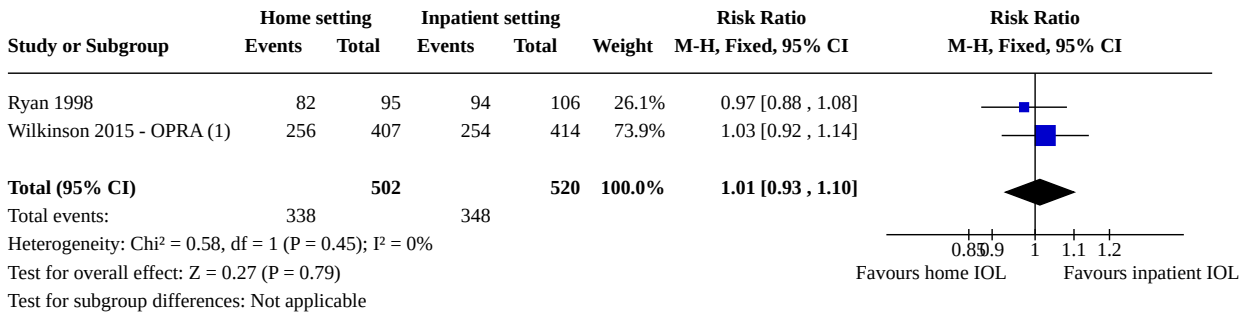 Home setting Inpatient setting Risk Ratio Risk Ratio
Study or Subgroup Events Total Events Total Weight M-H, Fixed, 95% CI M-H, Fixed, 95% CI
Ryan 1998 82 95 94 106 26.1% 0.97 [0.88 , 1.08]
Wilkinson 2015 - OPRA (1) 256 407 254 414 73.9% 1.03 [0.92 , 1.14]
Total (95% CI) 502 520 100.0% 1.01 [0.93 , 1.10]
Total events: 338 348
Heterogeneity: Chi² = 0.58, df = 1 (P = 0.45); I² = 0%
0.85 0.9 1 1.1 1.2
Test for overall effect: Z = 0.27 (P = 0.79) Favours home IOL Favours inpatient IOL
Test for subgroup differences: Not applicable